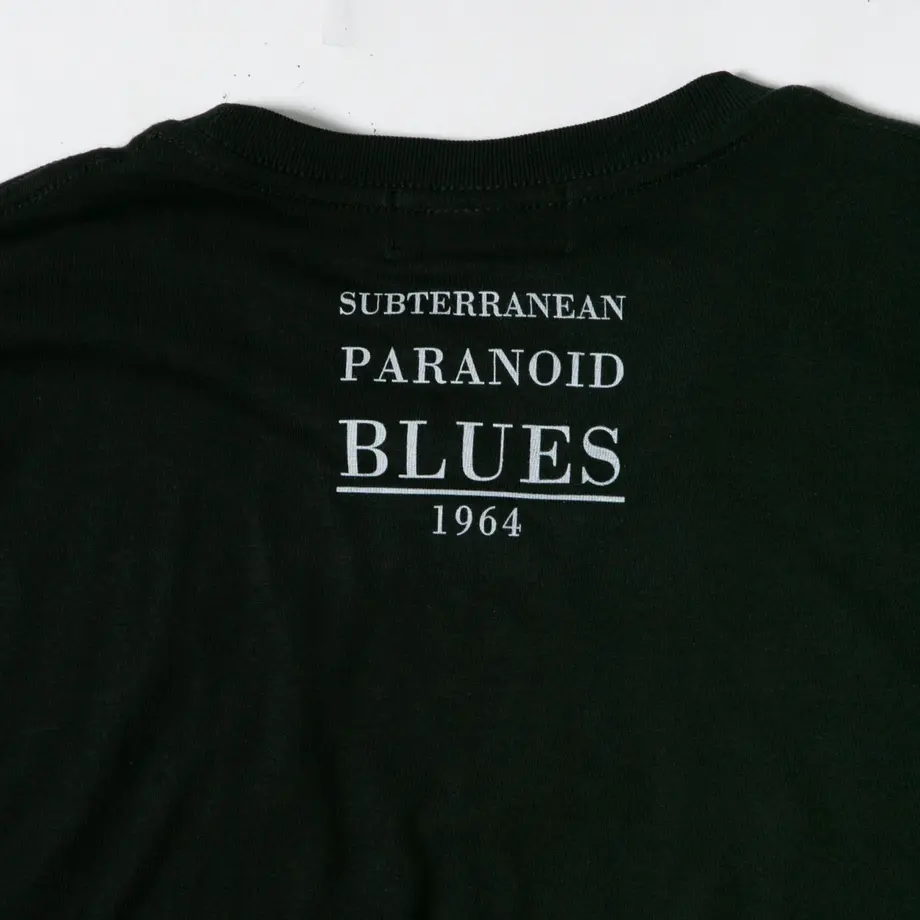 SUBTERRANEAN
PARANOID
BLUES
1964